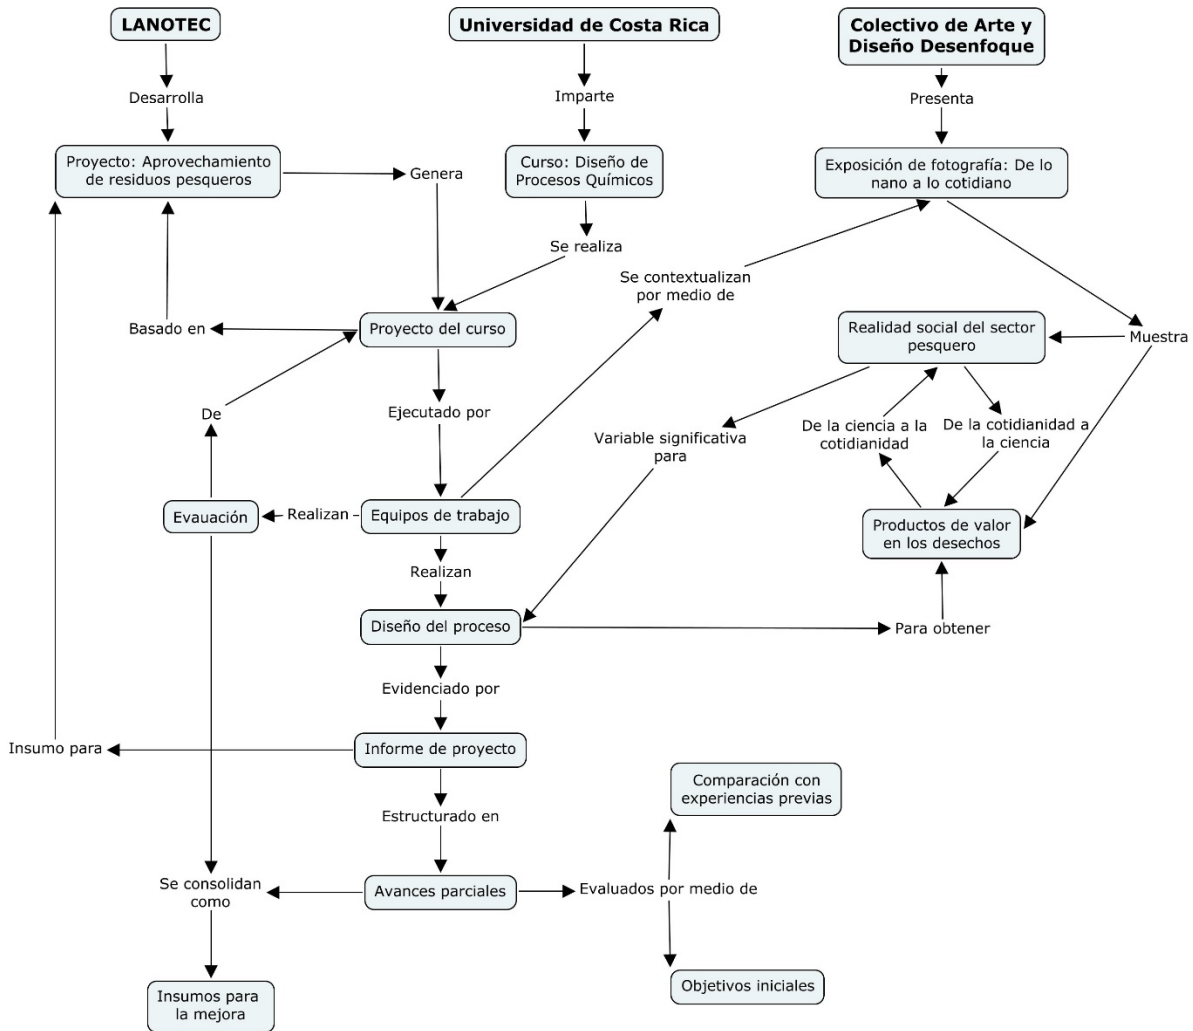 LANOTEC
Universidad de Costa Rica
Colectivo de Arte y
Diseño Desenfoque
Desarrolla
Imparte
Presenta
Proyecto: Aprovechamiento
de residuos pesqueros
Genera
Curso: Diseño de
Procesos Químicos
Exposición de fotografía: De lo
nano a lo cotidiano
Se realiza
Se contextualizan
por medio de
Basado en
Proyecto del curso
Realidad social del sector
pesquero
Muestra
De
Ejecutado por
Variable significativa
para
De la ciencia a la
cotidianidad
De la cotidianidad a
la ciencia
Evauación
Realizan
Equipos de trabajo
Productos de valor
en los desechos
Realizan
Diseño del proceso
Para obtener
Evidenciado por
Insumo para
Informe de proyecto
Comparación con
experiencias previas
Estructurado en
Se consolidan
como
Avances parciales
Evaluados por medio de
Insumos para
la mejora
Objetivos iniciales